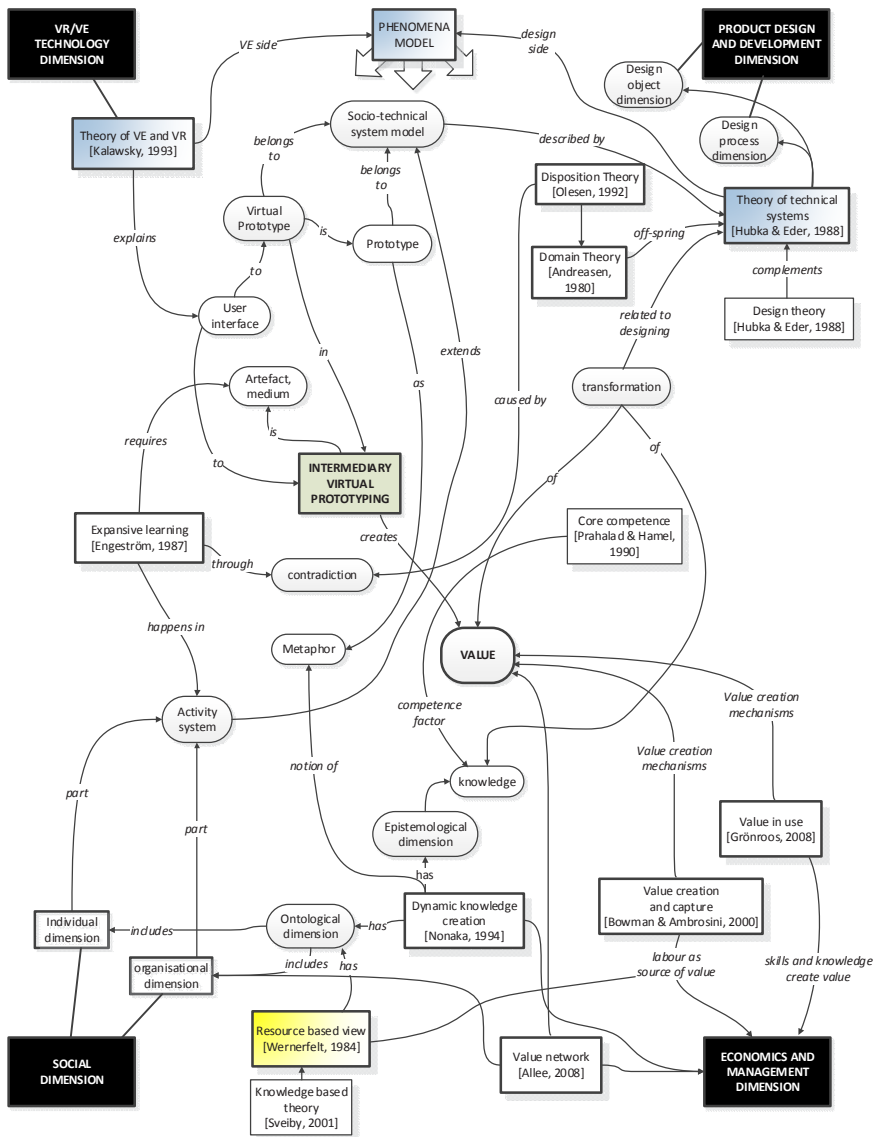 VR/VE
TECHNOLOGY
DIMENSION
PHENOMENA
MODEL
PRODUCT DESIGN
AND DEVELOPMENT
DIMENSION
VE side
design
side
Design
object
dimension
Theory of VE and VR
[Kalawsky, 1993]
Socio-technical
system model
belongs
to
belongs
to
described by
Design
process
dimension
Disposition Theory
[Olesen, 1992]
Theory of technical
systems
[Hubka & Eder, 1988]
Virtual
Prototype
is
Prototype
explains
off-spring
Domain Theory
[Andreasen,
1980]
complements
to
User
interface
related to
designing
Design theory
[Hubka & Eder, 1988]
in
extends
as
Artefact,
medium
transformation
caused by
requires
is
to
of
of
INTERMEDIARY
VIRTUAL
PROTOTYPING
Expansive learning
[Engeström, 1987]
creates
Core competence
[Prahalad & Hamel,
1990]
through
contradiction
happens in
Metaphor
VALUE
Activity
system
competence
factor
Value creation
mechanisms
Value creation
mechanisms
notion of
knowledge
part
part
Epistemological
dimension
Value in use
[Grönroos, 2008]
has
Individual
dimension
includes
Ontological
dimension
has
Dynamic knowledge
creation
[Nonaka, 1994]
Value creation
and capture
[Bowman & Ambrosini, 2000]
organisational
dimension
includes
has
labour as
source of value
skills and knowledge
create value
Resource based view
[Wernerfelt, 1984]
SOCIAL
DIMENSION
Value network
[Allee, 2008]
ECONOMICS AND
MANAGEMENT
DIMENSION
Knowledge based
theory
[Sveiby, 2001]